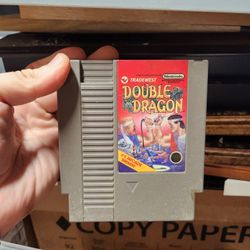 TRADEWEST
Nintendo
DOUBLE
DRAGON
COPY PAPER